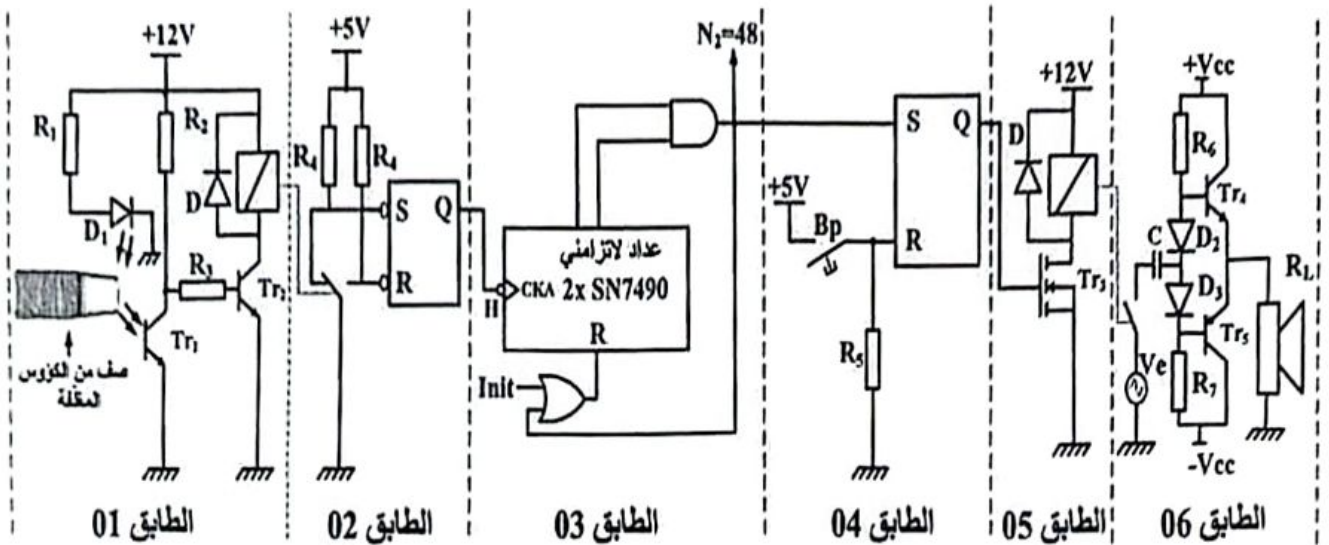 +12V
R₁
R₂
D
D₁
R₃
Tr₂
Tr₁
صف من الكؤوس
المقفلة
الطابق 01
+5V
R₄
R₄
S
Q
R
الطابق 02
N₂=48
عداد لاتزامني
H
CKA 2x SN7490
R
Init
الطابق 03
S
Q
+5V
Bp
R
R₅
الطابق 04
+12V
D
Tr₃
الطابق 05
+Vcc
R₆
Tr₄
C
D₂
D₃
R_L
Tr₅
Ve
R₇
-Vcc
الطابق 06